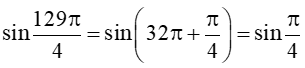 sin 129π/4 = sin(32π + π/4) = sin π/4